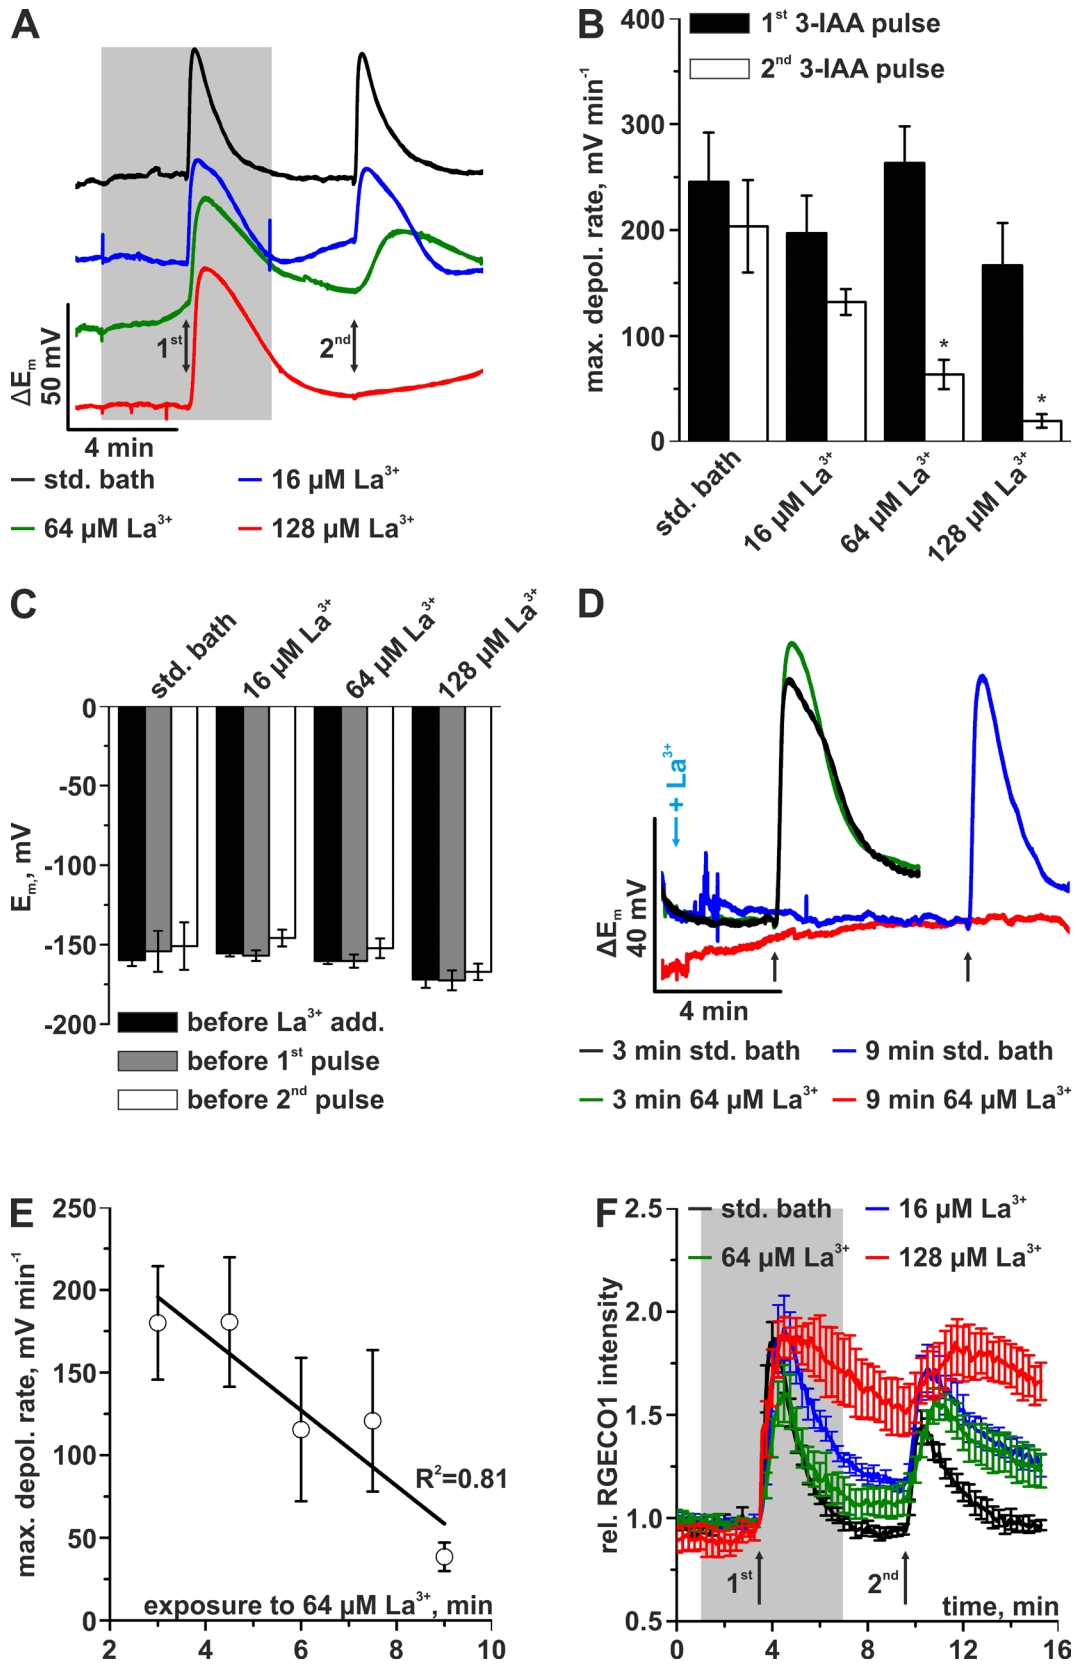 A
1st
2nd
ΔEm
50 mV
4 min
std. bath
16 µM La3+
64 µM La3+
128 µM La3+
B
400
300
200
100
0
max. depol. rate, mV min-1
1st 3-IAA pulse
2nd 3-IAA pulse
*
*
std. bath
16 µM La3+
64 µM La3+
128 µM La3+
C
std. bath
16 µM La3+
64 µM La3+
128 µM La3+
0
-50
-100
-150
-200
Em,, mV
before La3+ add.
before 1st pulse
before 2nd pulse
D
+ La3+
ΔEm
40 mV
4 min
3 min std. bath
9 min std. bath
3 min 64 µM La3+
9 min 64 µM La3+
E
250
200
150
100
50
0
max. depol. rate, mV min-1
R2=0.81
exposure to 64 µM La3+, min
2
4
6
8
10
F
2.5
2.0
1.5
1.0
0.5
rel. RGECO1 intensity
std. bath
16 µM La3+
64 µM La3+
128 µM La3+
1st
2nd
time, min
0
4
8
12
16